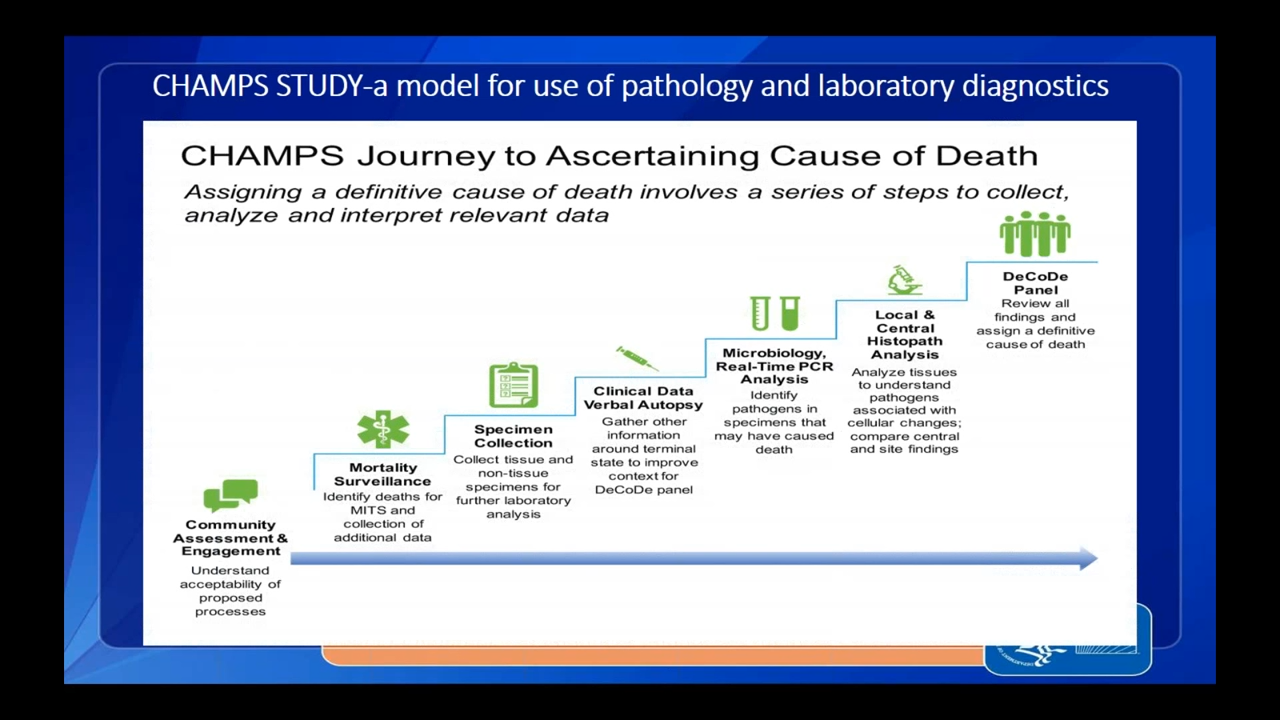 CHAMPS STUDY-a model for use of pathology and laboratory diagnostics
CHAMPS Journey to Ascertaining Cause of Death
Assigning a definitive cause of death involves a series of steps to collect,
analyze and interpret relevant data
Community
Assessment &
Engagement
Understand
acceptability of
proposed
processes
Mortality
Surveillance
Identify deaths for
MITS and
collection of
additional data
Specimen
Collection
Collect tissue and
non-tissue
specimens for
further laboratory
analysis
Clinical Data
Verbal Autopsy
Gather other
information
around terminal
state to improve
context for
DeCoDe panel
Microbiology,
Real-Time PCR
Analysis
Identify
pathogens in
specimens that
may have caused
death
Local &
Central
Histopath
Analysis
Analyze tissues
to understand
pathogens
associated with
cellular changes;
compare central
and site findings
DeCoDe
Panel
Review all
findings and
assign a definitive
cause of death